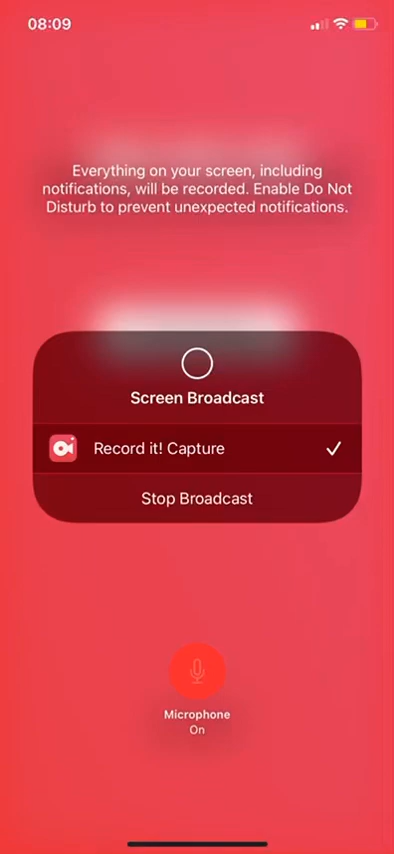 08:09
Everything on your screen, including
notifications, will be recorded. Enable Do Not
Disturb to prevent unexpected notifications.
Screen Broadcast
Record it! Capture
Stop Broadcast
Microphone
On